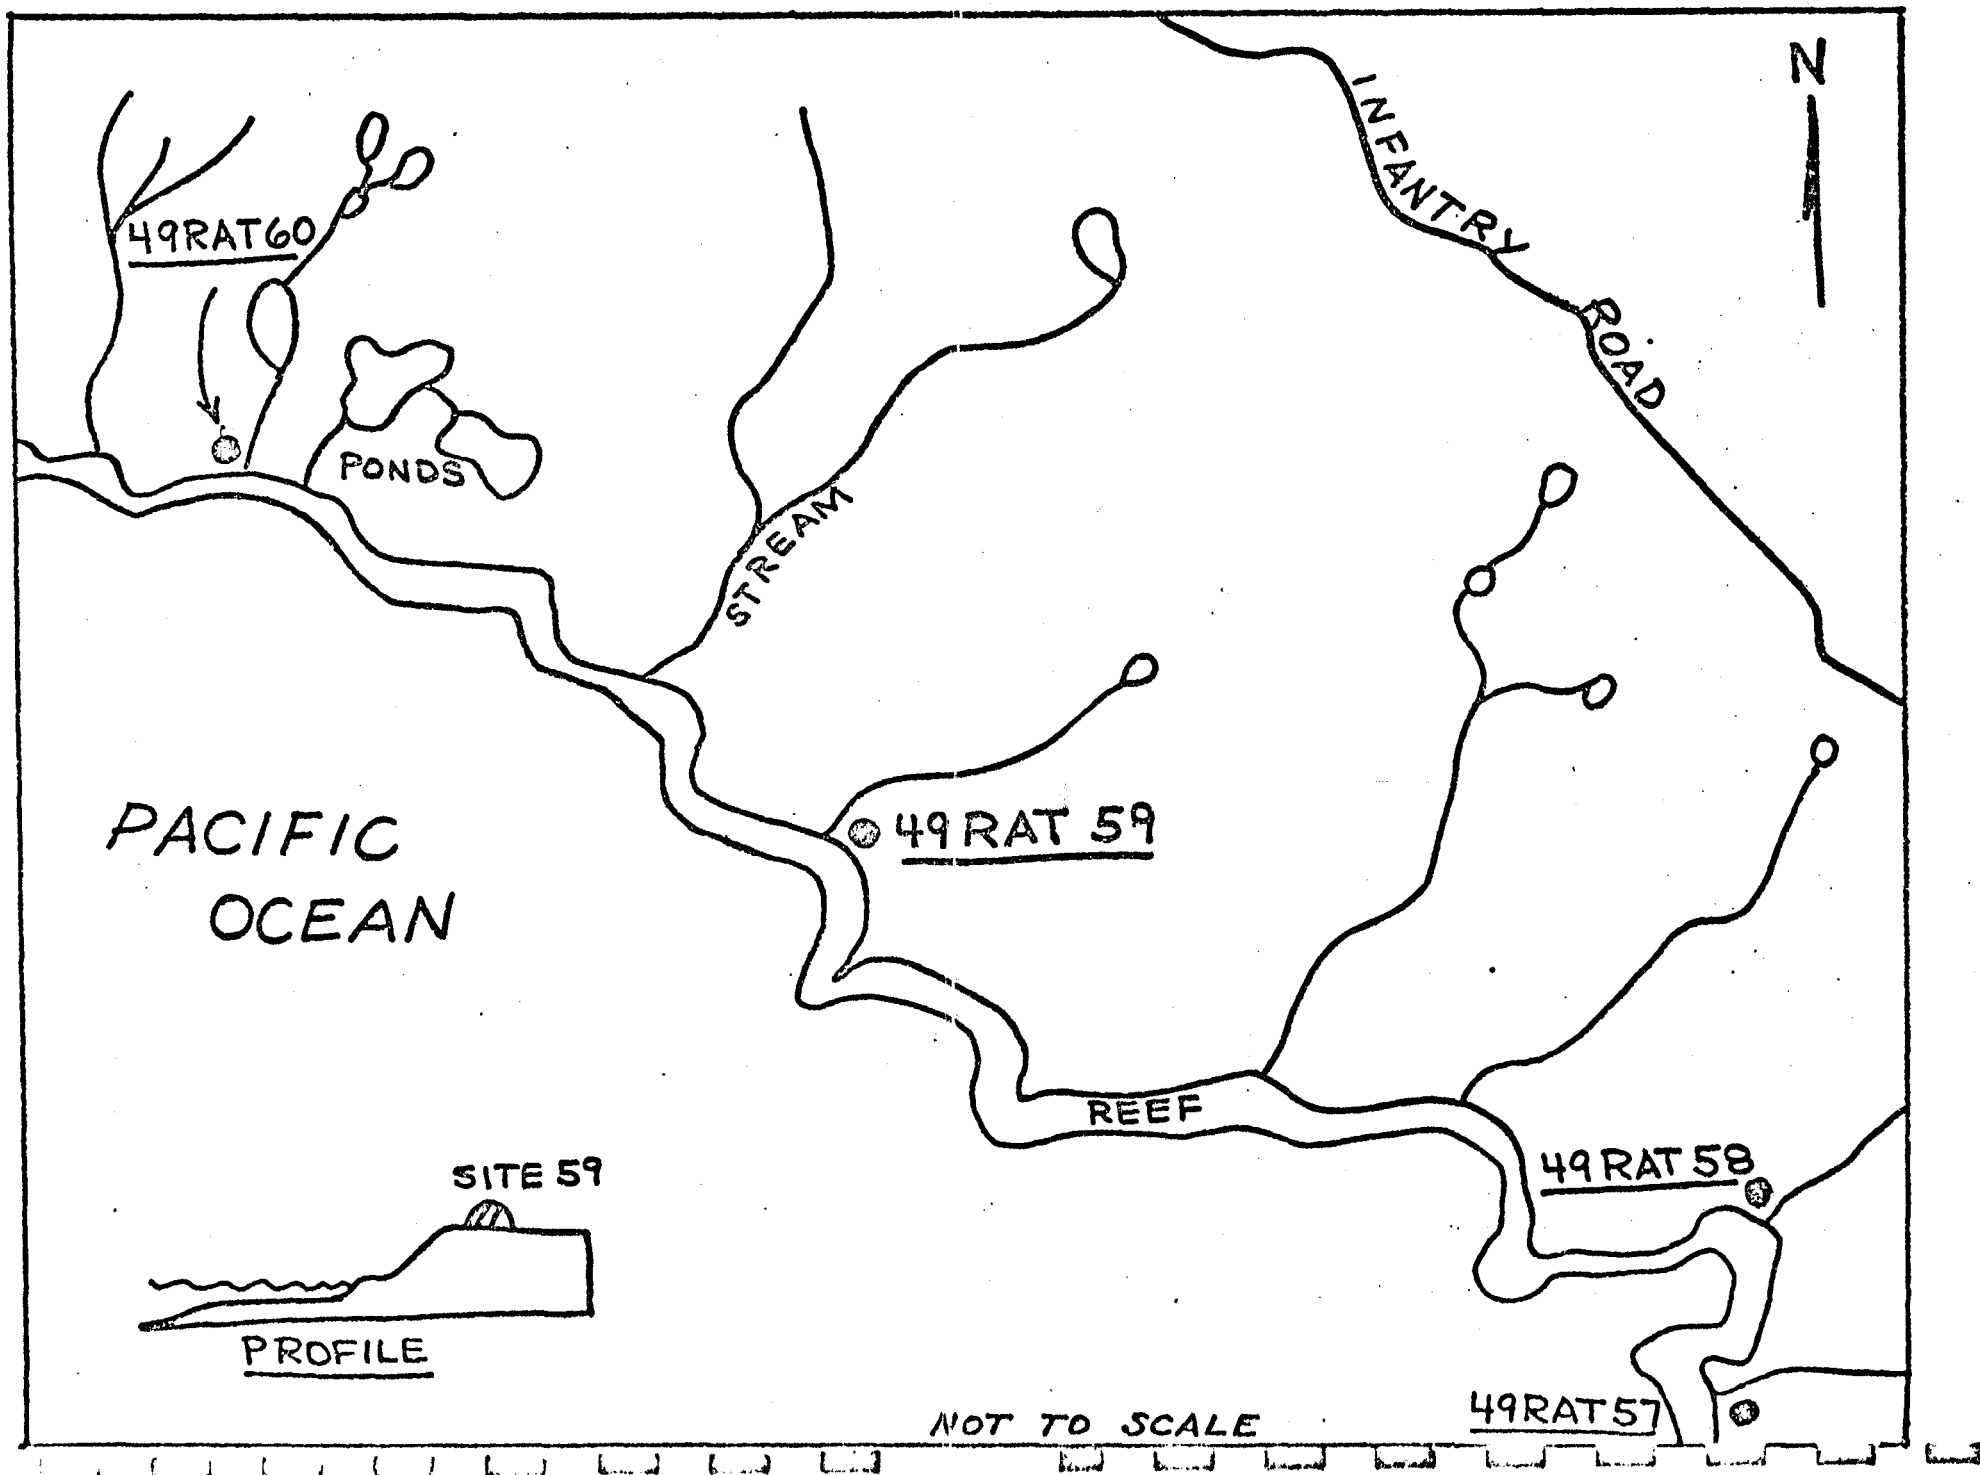 N
INFANTRY ROAD
49RAT60
PONDS
STREAM
49 RAT 59
PACIFIC
OCEAN
REEF
SITE 59
49 RAT 58
PROFILE
49RAT57
NOT TO SCALE